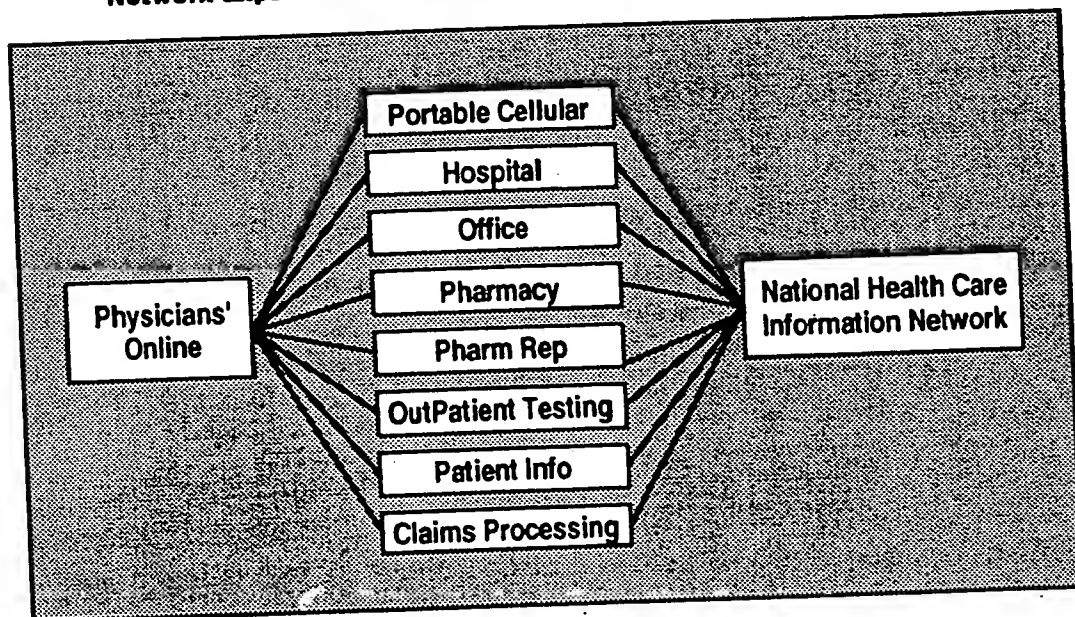 Network
Portable Cellular
Hospital
Office
Pharmacy
Pharm Rep
OutPatient Testing
Patient Info
Claims Processing
Physicians'
Online
National Health Care
Information Network